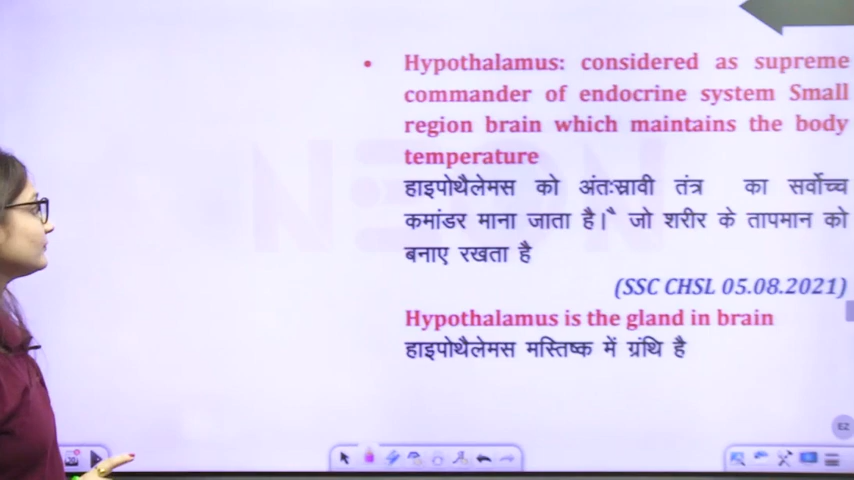 Hypothalamus: considered as supreme
commander of endocrine system Small
region brain which maintains the body
temperature
हाइपोथैलेमस को अंतःस्रावी तंत्र का सर्वोच्च
कमांडर माना जाता है। जो शरीर के तापमान को
बनाए रखता है
(SSC CHSL 05.08.2021)
Hypothalamus is the gland in brain
हाइपोथैलेमस मस्तिष्क में ग्रंथि है
NEON
EZ